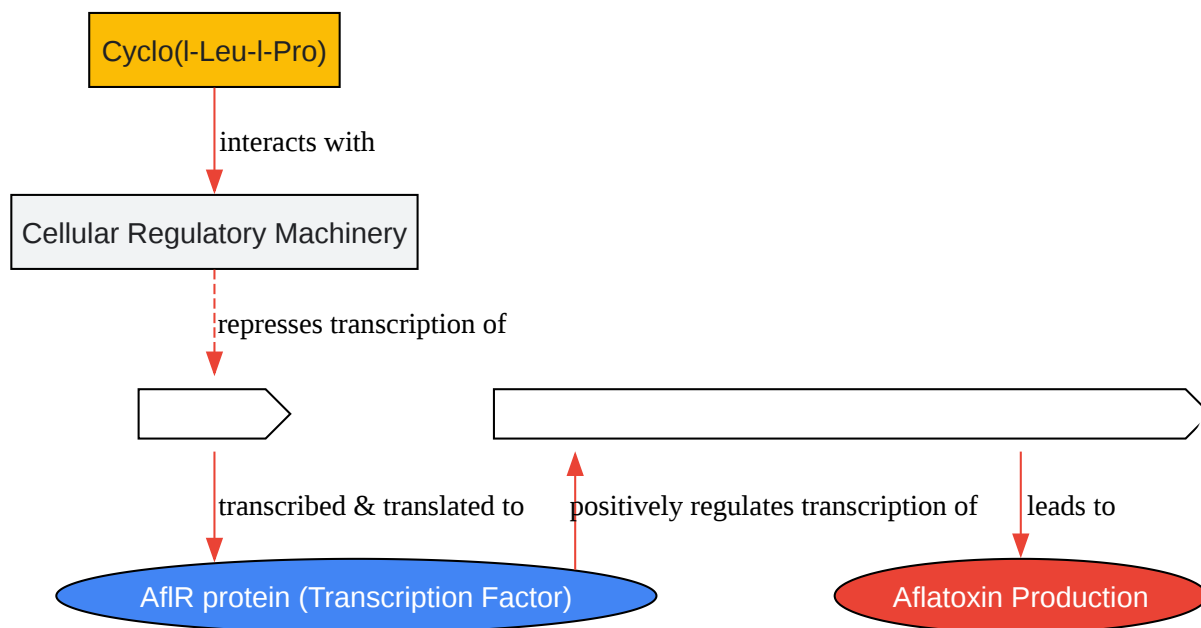 Cyclo(l-Leu-l-Pro)
interacts with
Cellular Regulatory Machinery
represses transcription of
transcribed & translated to
positively regulates transcription of
leads to
AflR protein (Transcription Factor)
Aflatoxin Production